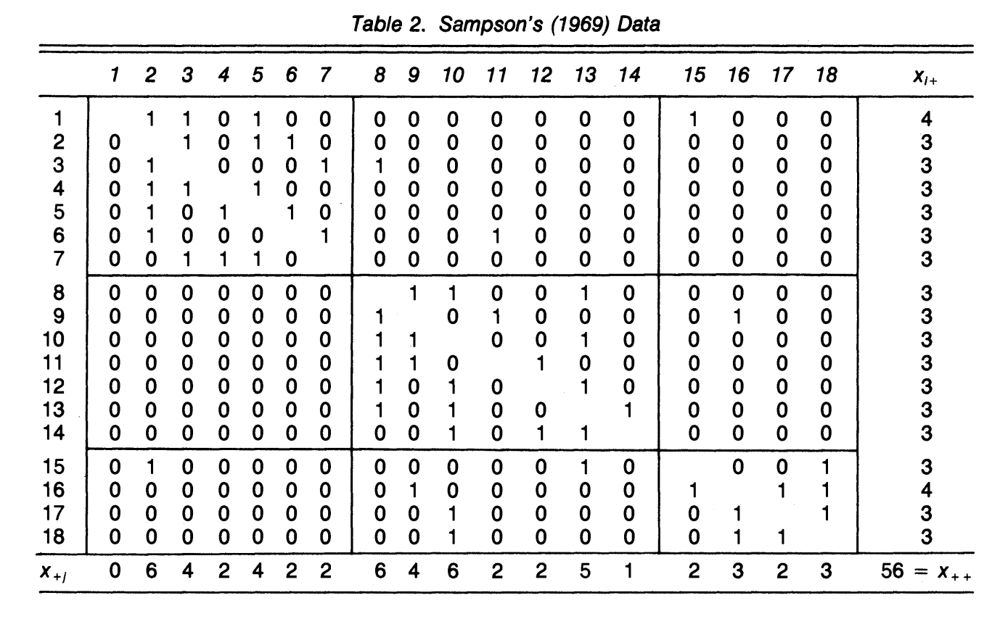 Table 2. Sampson's (1969) Data
1 2 3 4 5 6 7 8 9 10 11 12 13 14 15 16 17 18 x_i+
1 1 1 0 1 0 0 0 0 0 0 0 0 0 1 0 0 0 4
2 0 1 0 1 1 0 0 0 0 0 0 0 0 0 0 0 0 3
3 0 1 0 0 0 1 1 0 0 0 0 0 0 0 0 0 0 3
4 0 1 1 1 0 0 0 0 0 0 0 0 0 0 0 0 0 3
5 0 1 0 1 1 0 0 0 0 0 0 0 0 0 0 0 0 3
6 0 1 0 0 0 1 0 0 0 1 0 0 0 0 0 0 0 3
7 0 0 1 1 1 0 0 0 0 0 0 0 0 0 0 0 0 3
8 0 0 0 0 0 0 0 1 1 0 0 1 0 0 0 0 0 3
9 0 0 0 0 0 0 0 1 0 1 0 0 0 0 1 0 0 3
10 0 0 0 0 0 0 0 1 1 0 0 1 0 0 0 0 0 3
11 0 0 0 0 0 0 0 1 1 0 1 0 0 0 0 0 0 3
12 0 0 0 0 0 0 0 1 0 1 0 1 0 0 0 0 0 3
13 0 0 0 0 0 0 0 1 0 1 0 0 1 0 0 0 0 3
14 0 0 0 0 0 0 0 0 0 1 0 1 1 0 0 0 0 3
15 0 1 0 0 0 0 0 0 0 0 0 0 1 0 0 0 1 3
16 0 0 0 0 0 0 0 0 1 0 0 0 0 0 1 1 1 4
17 0 0 0 0 0 0 0 0 0 1 0 0 0 0 0 1 1 3
18 0 0 0 0 0 0 0 0 0 1 0 0 0 0 0 1 1 3
x_+j 0 6 4 2 4 2 2 6 4 6 2 2 5 1 2 3 2 3 56 = x_++